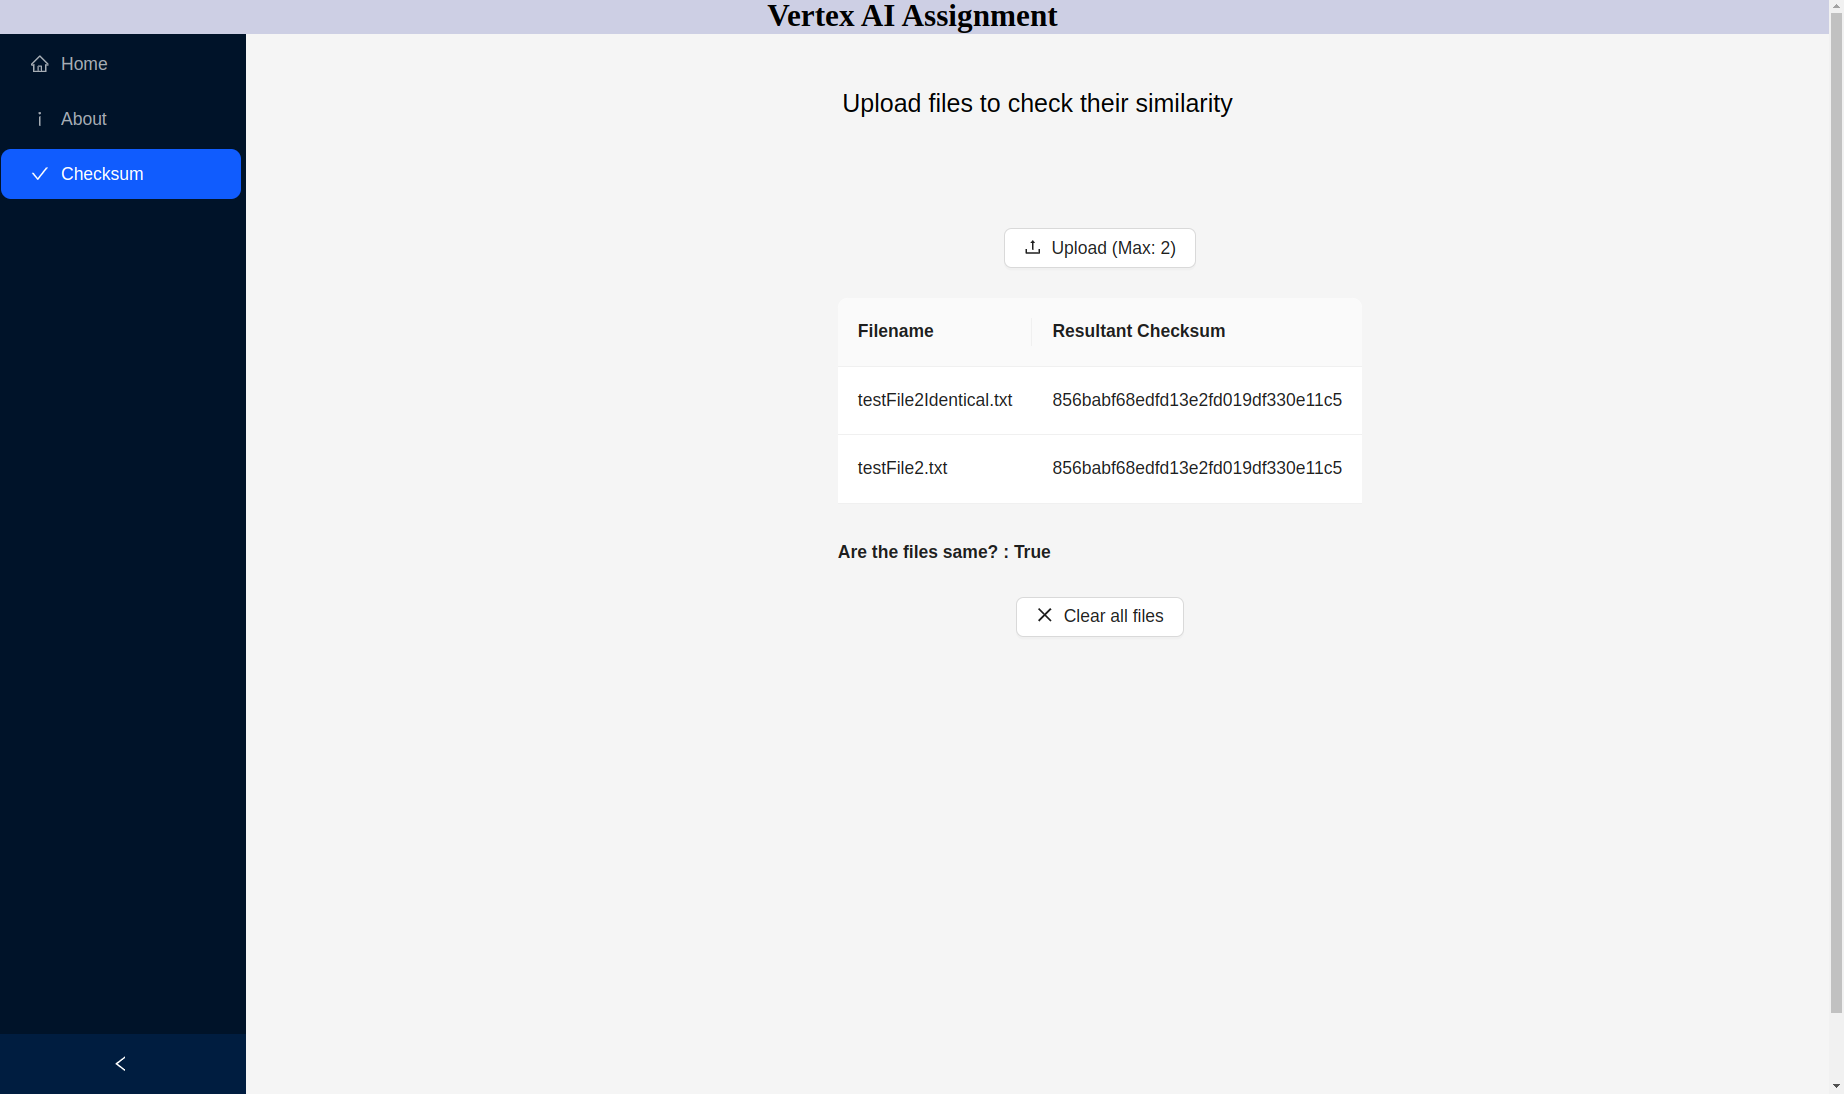 Vertex AI Assignment
Home
About
Checksum
Upload files to check their similarity
Upload (Max: 2)
Filename Resultant Checksum
testFile2Identical.txt 856babf68edfd13e2fd019df330e11c5
testFile2.txt 856babf68edfd13e2fd019df330e11c5
Are the files same? : True
Clear all files